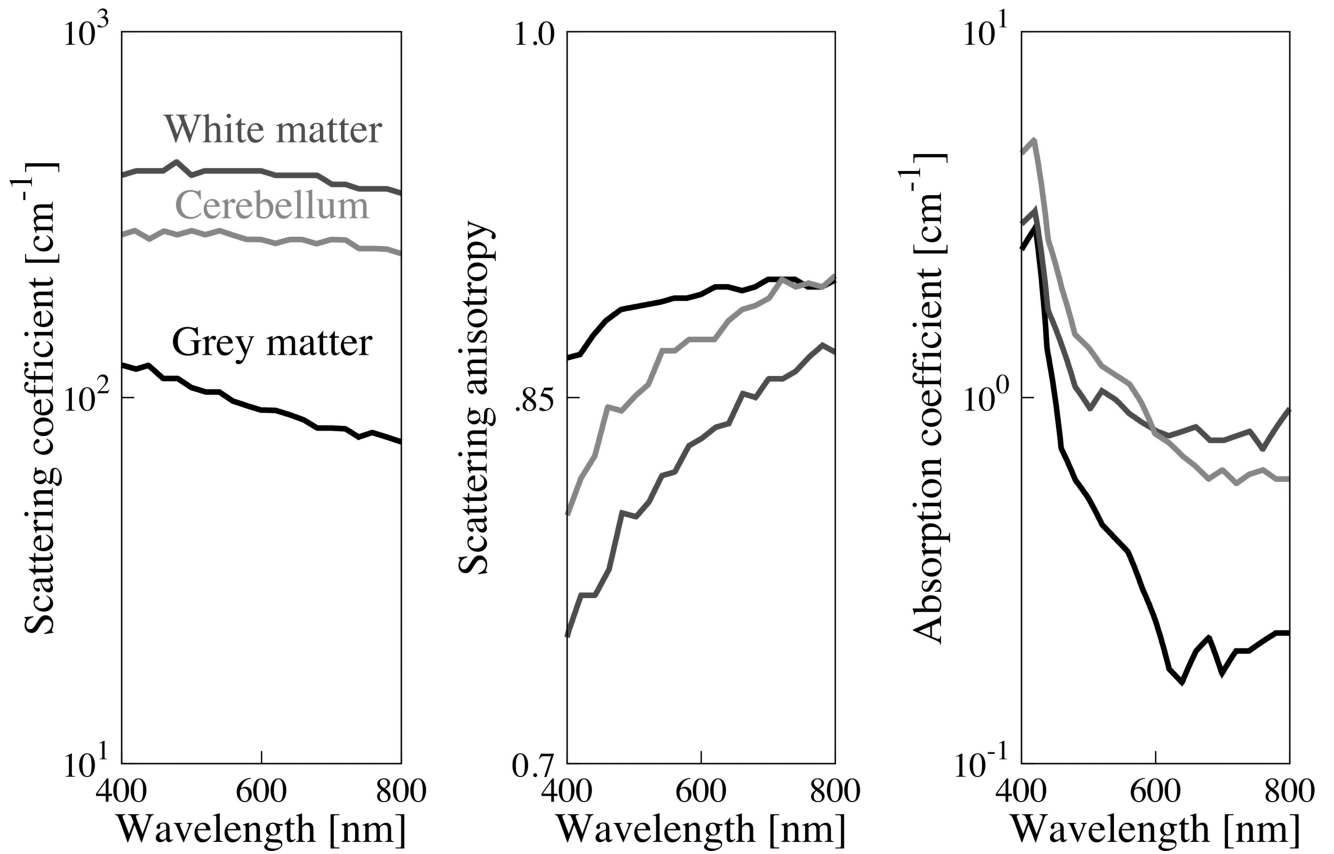 Scattering coefficient [cm⁻¹]
10³
10²
10¹
White matter
Cerebellum
Grey matter
400 600 800
Wavelength [nm]
Scattering anisotropy
1.0
.85
0.7
400 600 800
Wavelength [nm]
Absorption coefficient [cm⁻¹]
10¹
10⁰
10⁻¹
400 600 800
Wavelength [nm]